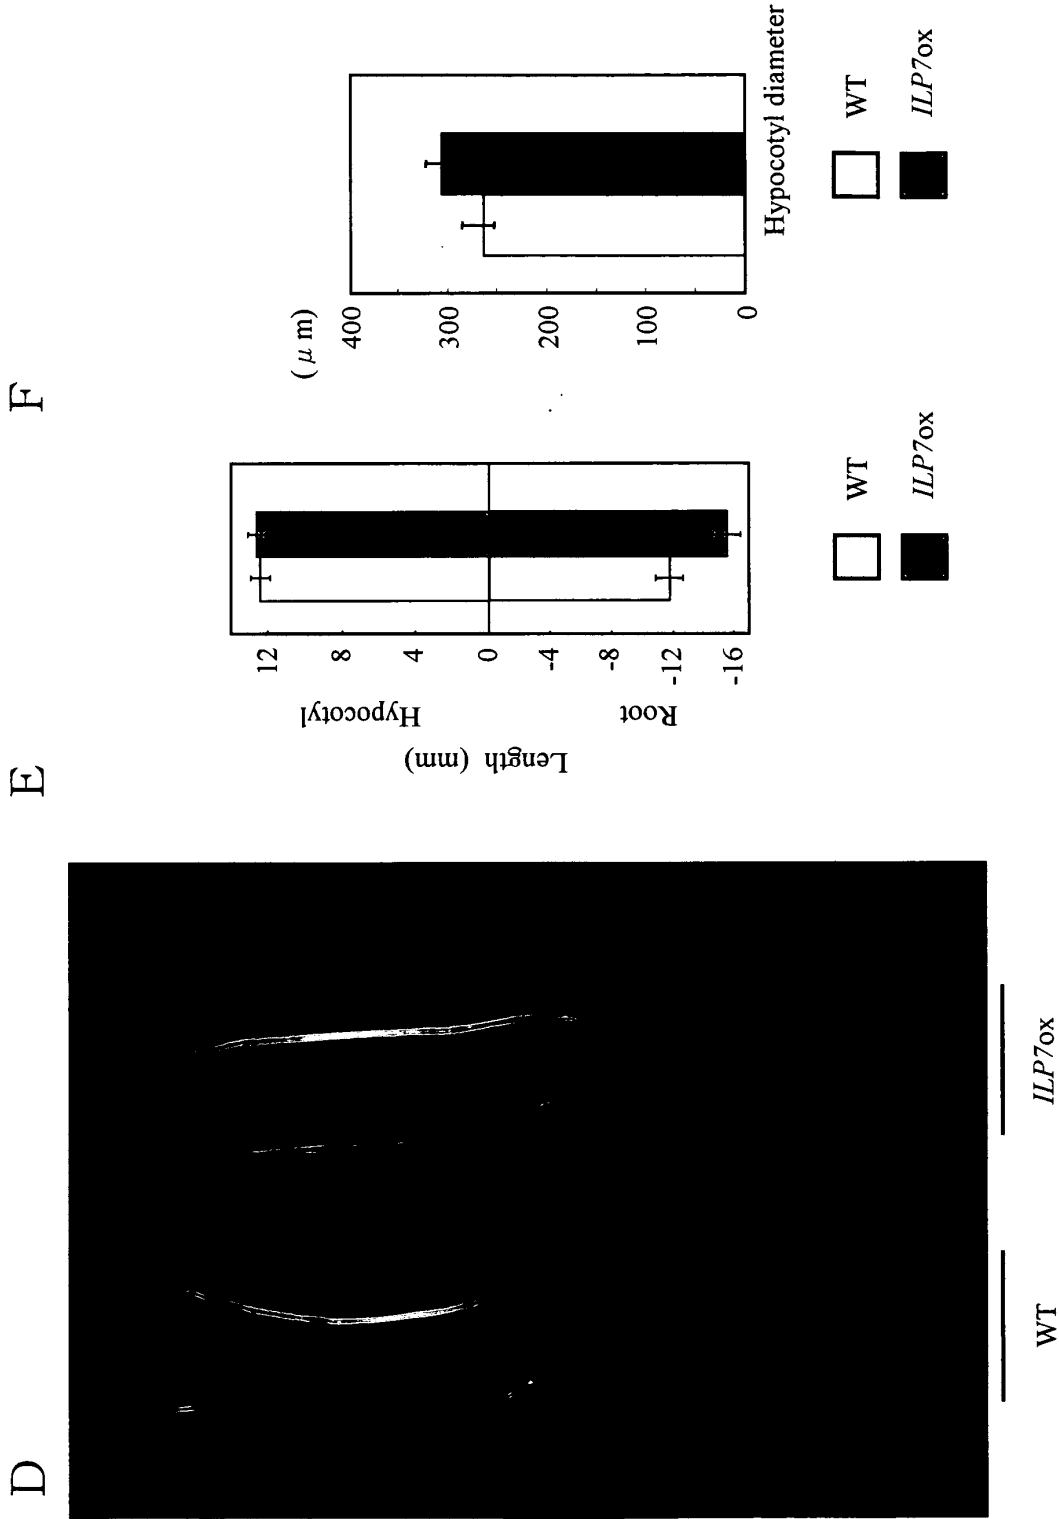 D
WT
ILP7ox
E
Length (mm)
Root
Hypocotyl
12
8
4
0
-4
-8
-12
-16
WT
ILP7ox
F
(μm)
400
300
200
100
0
Hypocotyl diameter
WT
ILP7ox